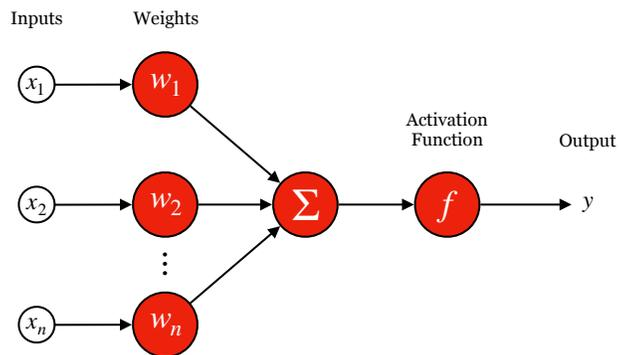 Inputs
Weights
x₁
w₁
Activation
Function
Output
x₂
w₂
Σ
f
y
⋮
xₙ
wₙ